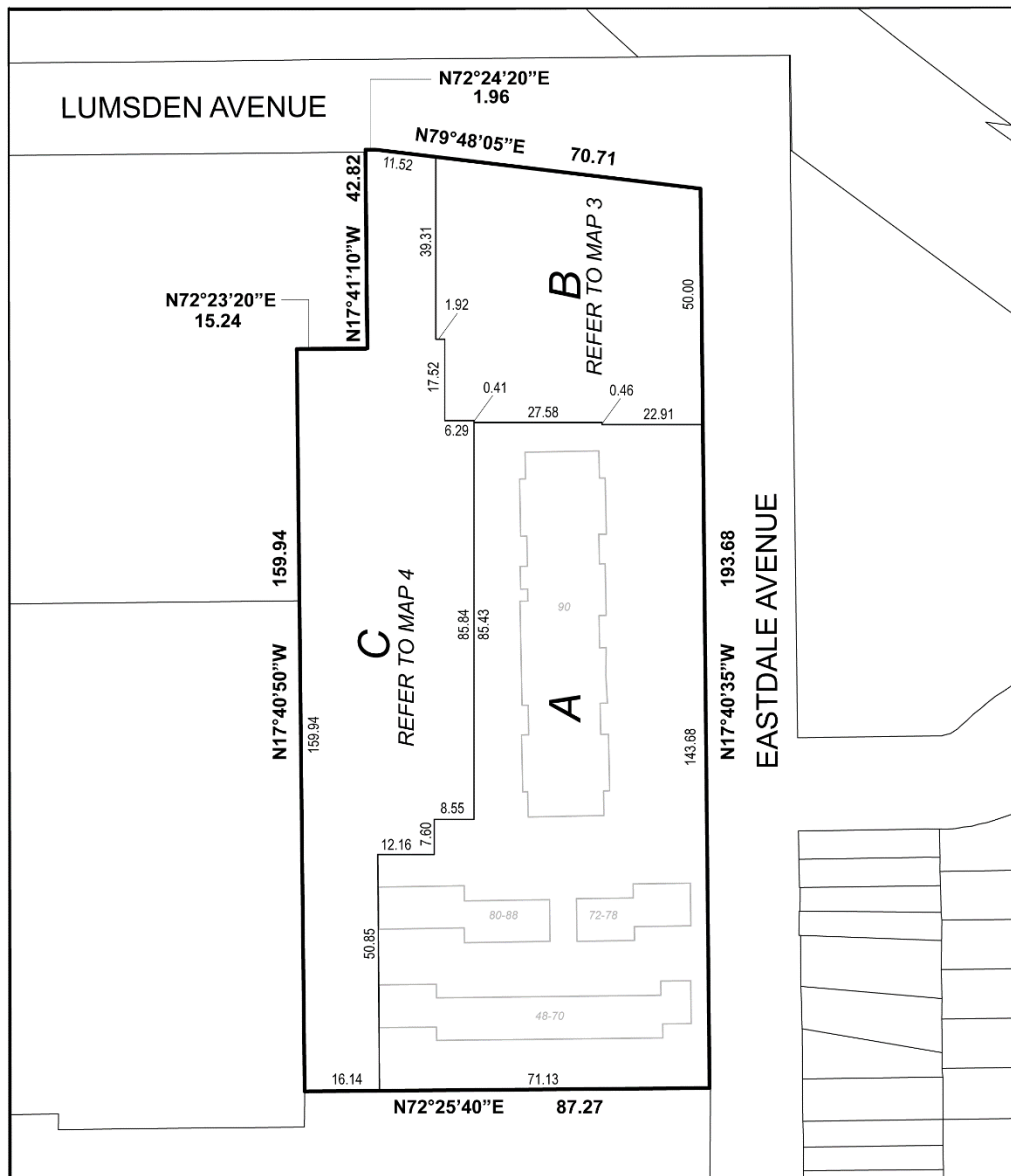 N72°24'20”E
1.96
LUMSDEN AVENUE
N79°48'05”E
70.71
11.52
N17°41'10”W 42.82
39.31
B
REFER TO MAP 3
50.00
N72°23'20”E
15.24
1.92
17.52
0.41
0.46
27.58
22.91
6.29
159.94
N17°40'50”W
159.94
C
REFER TO MAP 4
85.84
85.43
90
A
143.68
193.68
N17°40'35”W
EASTDALE AVENUE
8.55
7.60
12.16
80-88
72-78
50.85
48-70
16.14
71.13
N72°25'40”E
87.27